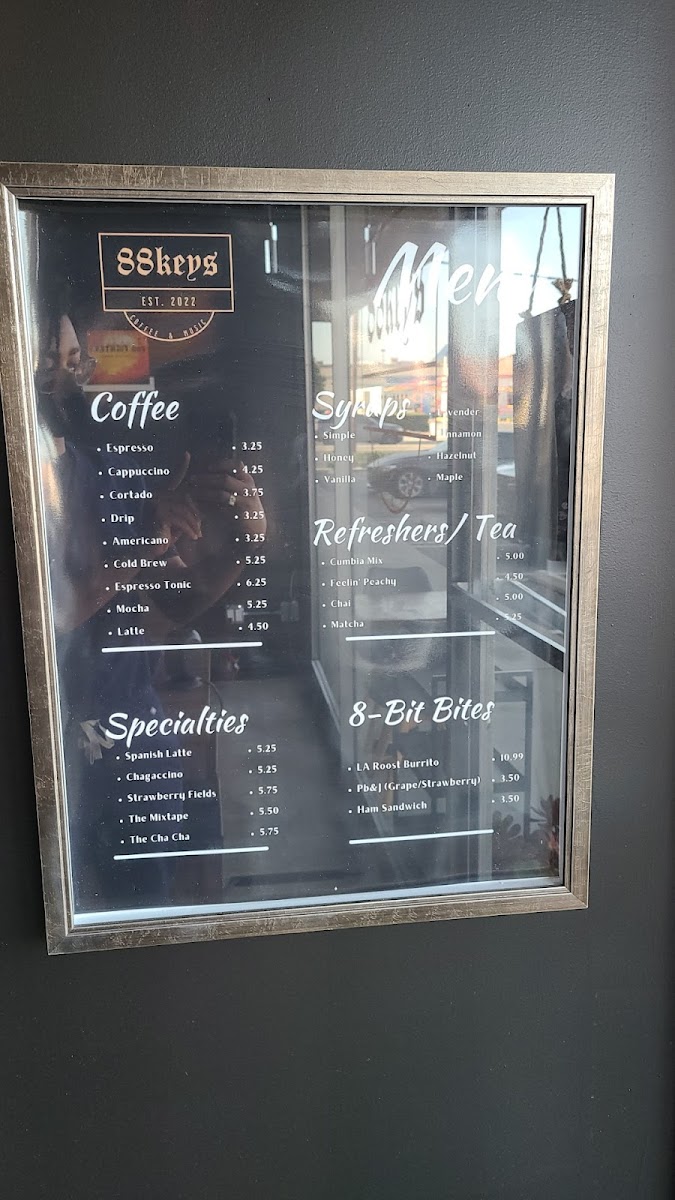 88keys
EST. 2022
COFFEE & MUSIC
Menu
Coffee
• Espresso • 3.25
• Cappuccino • 4.25
• Cortado • 3.75
• Drip • 3.25
• Americano • 3.25
• Cold Brew • 5.25
• Espresso Tonic • 6.25
• Mocha • 5.25
• Latte • 4.50
Syrups
• Simple • Lavender
• Honey • Cinnamon
• Vanilla • Hazelnut
• Maple
Refreshers/ Tea
• Cumbia Mix • 5.00
• Feelin' Peachy • 4.50
• Chai • 5.00
• Matcha • 5.25
Specialties
• Spanish Latte • 5.25
• Chagaccino • 5.25
• Strawberry Fields • 5.75
• The Mixtape • 5.50
• The Cha Cha • 5.75
8-Bit Bites
• LA Roost Burrito • 10.99
• Pb&J (Grape/Strawberry) • 3.50
• Ham Sandwich • 3.50